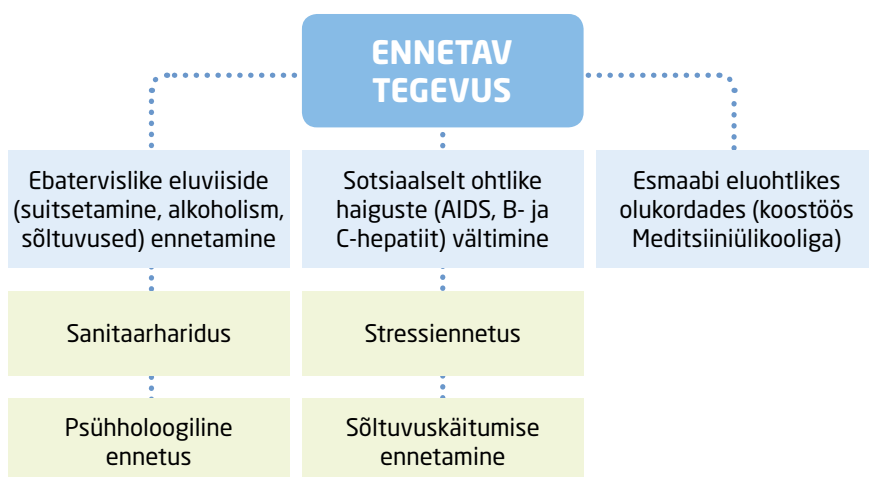 ENNETAV
TEGEVUS
Ebatervislike eluviiside
(suitsetamine, alkoholism,
sõltuvused) ennetamine
Sotsiaalselt ohtlike
haiguste (AIDS, B- ja
C-hepatiit) vältimine
Esmaabi eluohtlikes
olukordades (koostöös
Meditsiiniülikooliga)
Sanitaarharidus
Stressiennetus
Psühholoogiline
ennetus
Sõltuvuskäitumise
ennetamine